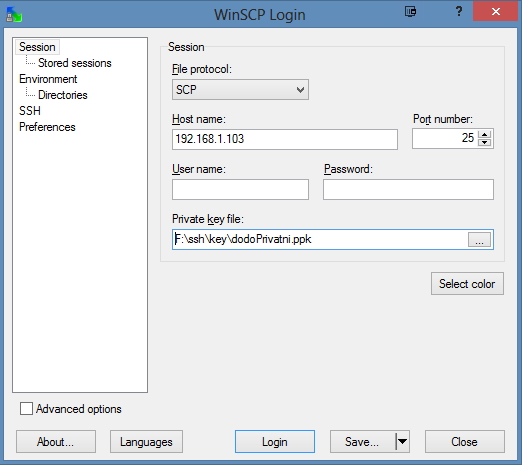 WinSCP Login
Session
Stored sessions
Environment
Directories
SSH
Preferences
Session
File protocol:
SCP
Host name:
Port number:
192.168.1.103
25
User name:
Password:
Private key file:
F:\ssh\key\dodoPrivatni.ppk
...
Select color
Advanced options
About...
Languages
Login
Save...
Close